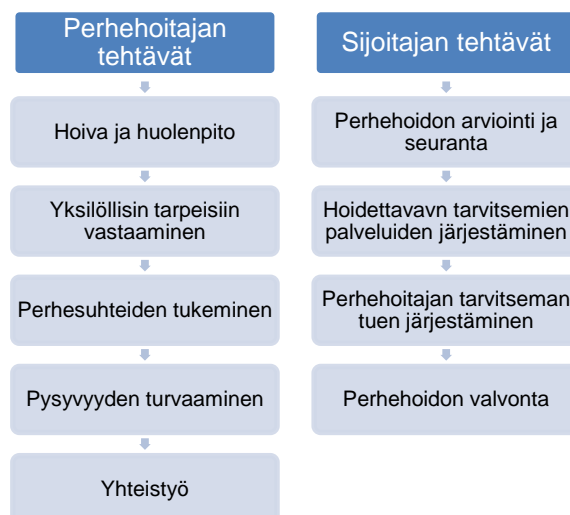 Perhehoitajan
tehtävät
Hoiva ja huolenpito
Yksilöllisin tarpeisiin
vastaaminen
Perhesuhteiden tukeminen
Pysyvyyden turvaaminen
Yhteistyö
Sijoitajan tehtävät
Perhehoidon arviointi ja
seuranta
Hoidettavavn tarvitsemien
palveluiden järjestäminen
Perhehoitajan tarvitseman
tuen järjestäminen
Perhehoidon valvonta